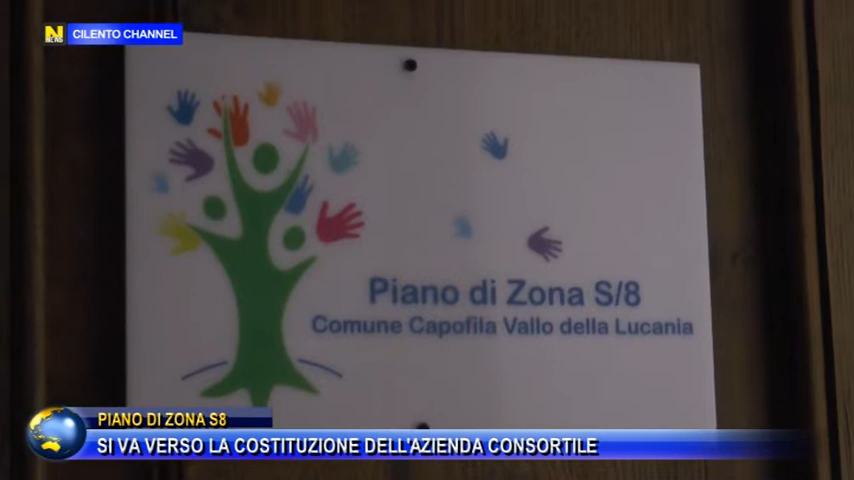 N
NEWS
CILENTO CHANNEL
Piano di Zona S/8
Comune Capofila Vallo della Lucania
PIANO DI ZONA S8
SI VA VERSO LA COSTITUZIONE DELL'AZIENDA CONSORTILE